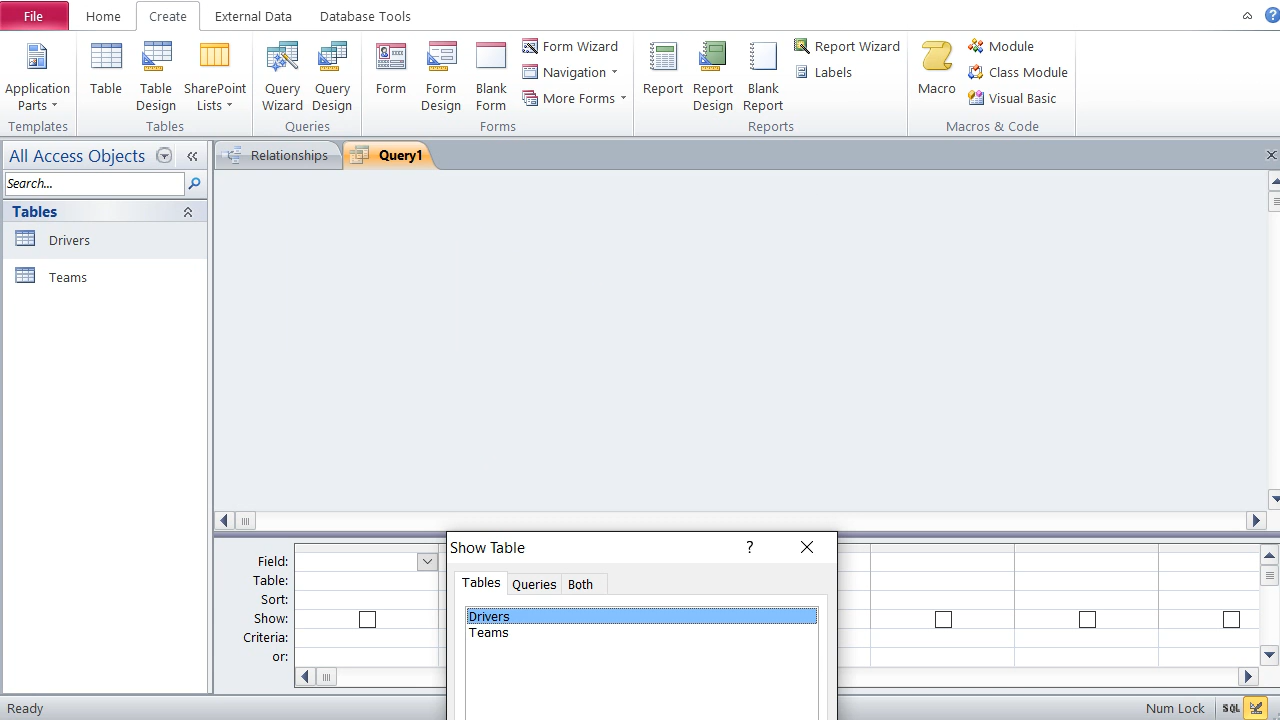 File Home Create External Data Database Tools
Application Parts
Table
Table Design
SharePoint Lists
Query Wizard
Query Design
Form
Form Design
Blank Form
Form Wizard
Navigation
More Forms
Report
Report Design
Blank Report
Report Wizard
Labels
Macro
Module
Class Module
Visual Basic
Templates Tables Queries Forms Reports Macros & Code
All Access Objects
Search...
Tables
Drivers
Teams
Relationships Query1
Field:
Table:
Sort:
Show:
Criteria:
or:
Show Table ?
Tables Queries Both
Drivers
Teams
Ready Num Lock SQL